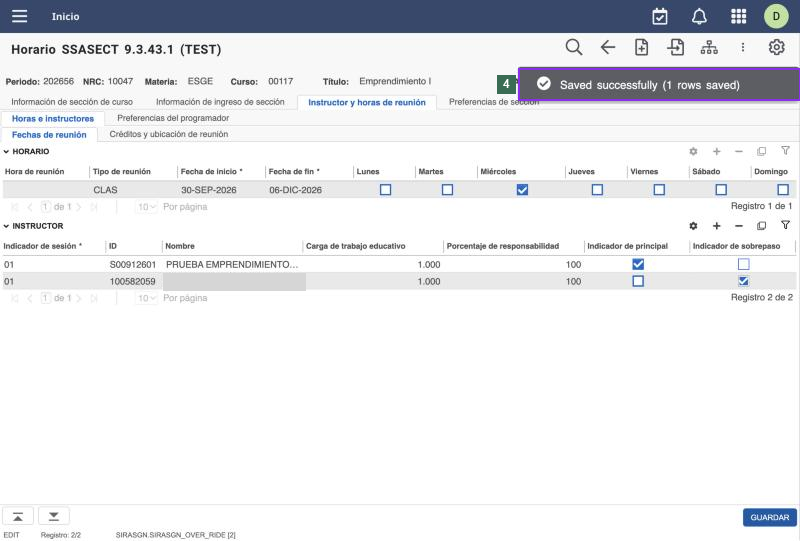 Inicio
D
Horario SSASECT 9.3.43.1 (TEST)
Periodo: 202656 NRC: 10047 Materia: ESGE Curso: 00117 Título: Emprendimiento I
4
Saved successfully (1 rows saved)
Información de sección de curso Información de ingreso de sección Instructor y horas de reunión Preferencias de sección
Horas e instructores Preferencias del programador
Fechas de reunión Créditos y ubicación de reunión
HORARIO
Hora de reunión Tipo de reunión Fecha de inicio * Fecha de fin * Lunes Martes Miércoles Jueves Viernes Sábado Domingo
CLAS 30-SEP-2026 06-DIC-2026
1 de 1 10 Por página Registro 1 de 1
INSTRUCTOR
Indicador de sesión * ID Nombre Carga de trabajo educativo Porcentaje de responsabilidad Indicador de principal Indicador de sobrepaso
01 S00912601 PRUEBA EMPRENDIMIENTO... 1.000 100
01 100582059 1.000 100
1 de 1 10 Por página Registro 2 de 2
GUARDAR
EDIT Registro: 2/2 SIRASGN.SIRASGN_OVER_RIDE [2]